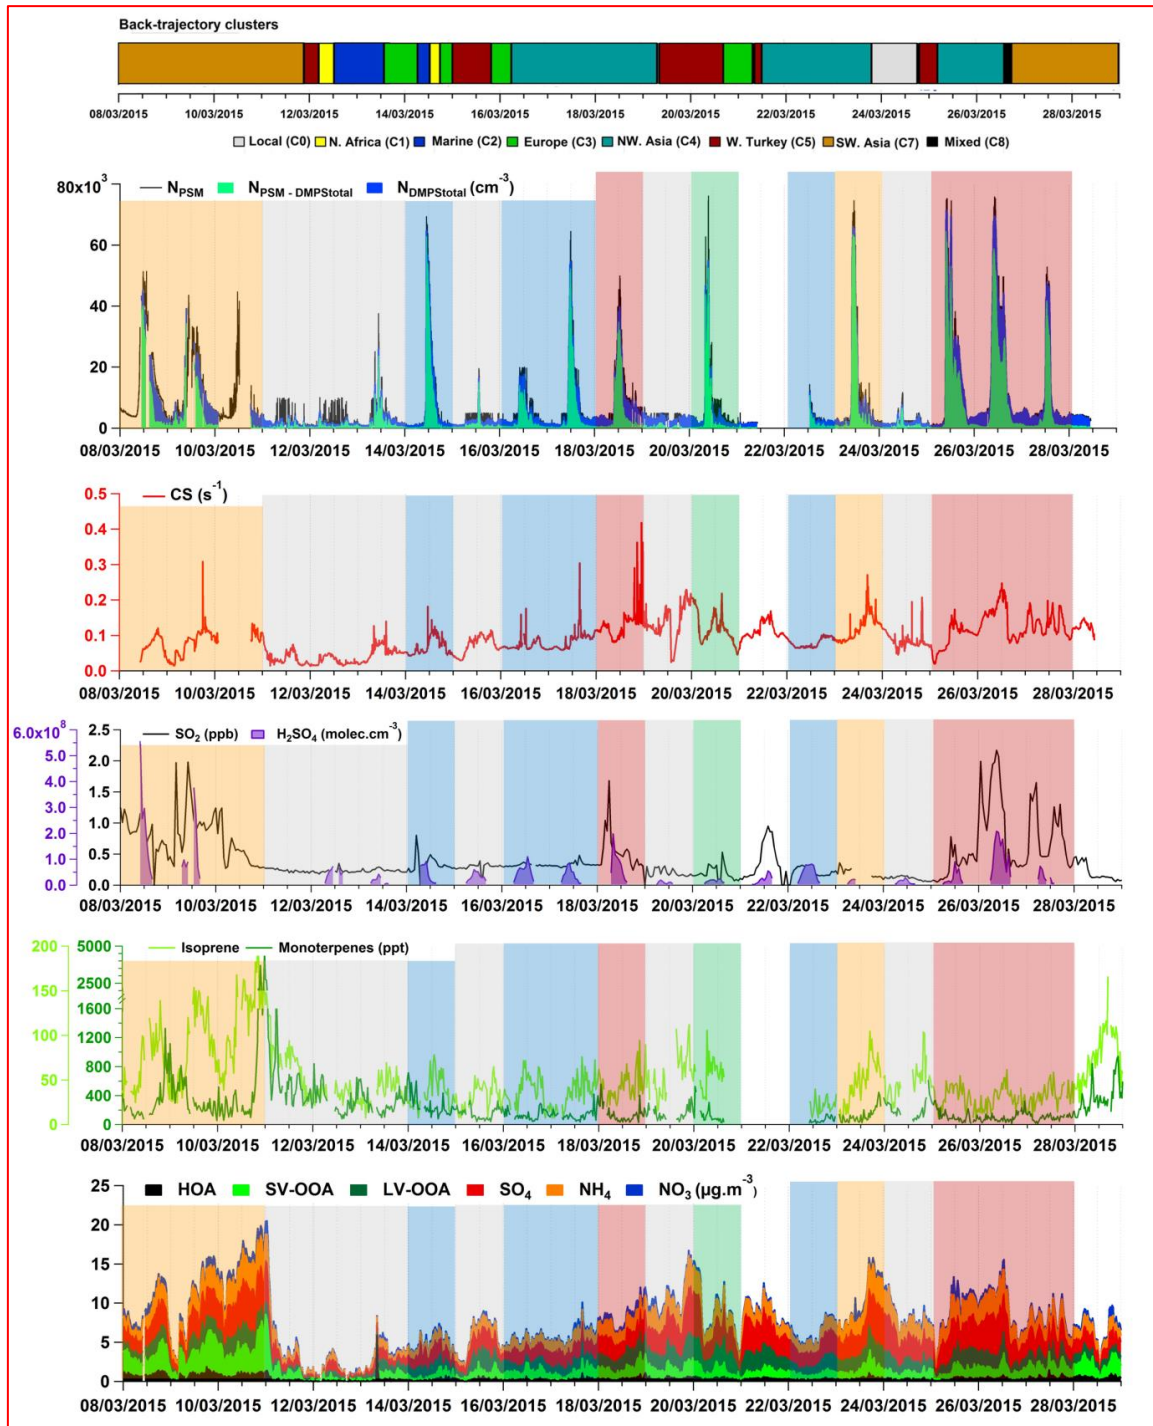 Back-trajectory clusters
08/03/2015 10/03/2015 12/03/2015 14/03/2015 16/03/2015 18/03/2015 20/03/2015 22/03/2015 24/03/2015 26/03/2015 28/03/2015
Local (C0) N. Africa (C1) Marine (C2) Europe (C3) NW. Asia (C4) W. Turkey (C5) SW. Asia (C7) Mixed (C8)
80x10³ N_PSM N_PSM - DMPStotal N_DMPStotal (cm⁻³)
60
40
20
0
08/03/2015 10/03/2015 12/03/2015 14/03/2015 16/03/2015 18/03/2015 20/03/2015 22/03/2015 24/03/2015 26/03/2015 28/03/2015
0.5 CS (s⁻¹)
0.4
0.3
0.2
0.1
0.0
08/03/2015 10/03/2015 12/03/2015 14/03/2015 16/03/2015 18/03/2015 20/03/2015 22/03/2015 24/03/2015 26/03/2015 28/03/2015
6.0x10⁸ 2.5 SO₂ (ppb) H₂SO₄ (molec.cm⁻³)
5.0 2.0
4.0 1.5
3.0
2.0 1.0
1.0 0.5
0.0 0.0
08/03/2015 10/03/2015 12/03/2015 14/03/2015 16/03/2015 18/03/2015 20/03/2015 22/03/2015 24/03/2015 26/03/2015 28/03/2015
200 5000 Isoprene Monoterpenes (ppt)
2500
150 1600
100 1200
800
50 400
0 0
08/03/2015 10/03/2015 12/03/2015 14/03/2015 16/03/2015 18/03/2015 20/03/2015 22/03/2015 24/03/2015 26/03/2015 28/03/2015
25 HOA SV-OOA LV-OOA SO₄ NH₄ NO₃ (µg.m⁻³)
20
15
10
5
0
08/03/2015 10/03/2015 12/03/2015 14/03/2015 16/03/2015 18/03/2015 20/03/2015 22/03/2015 24/03/2015 26/03/2015 28/03/2015